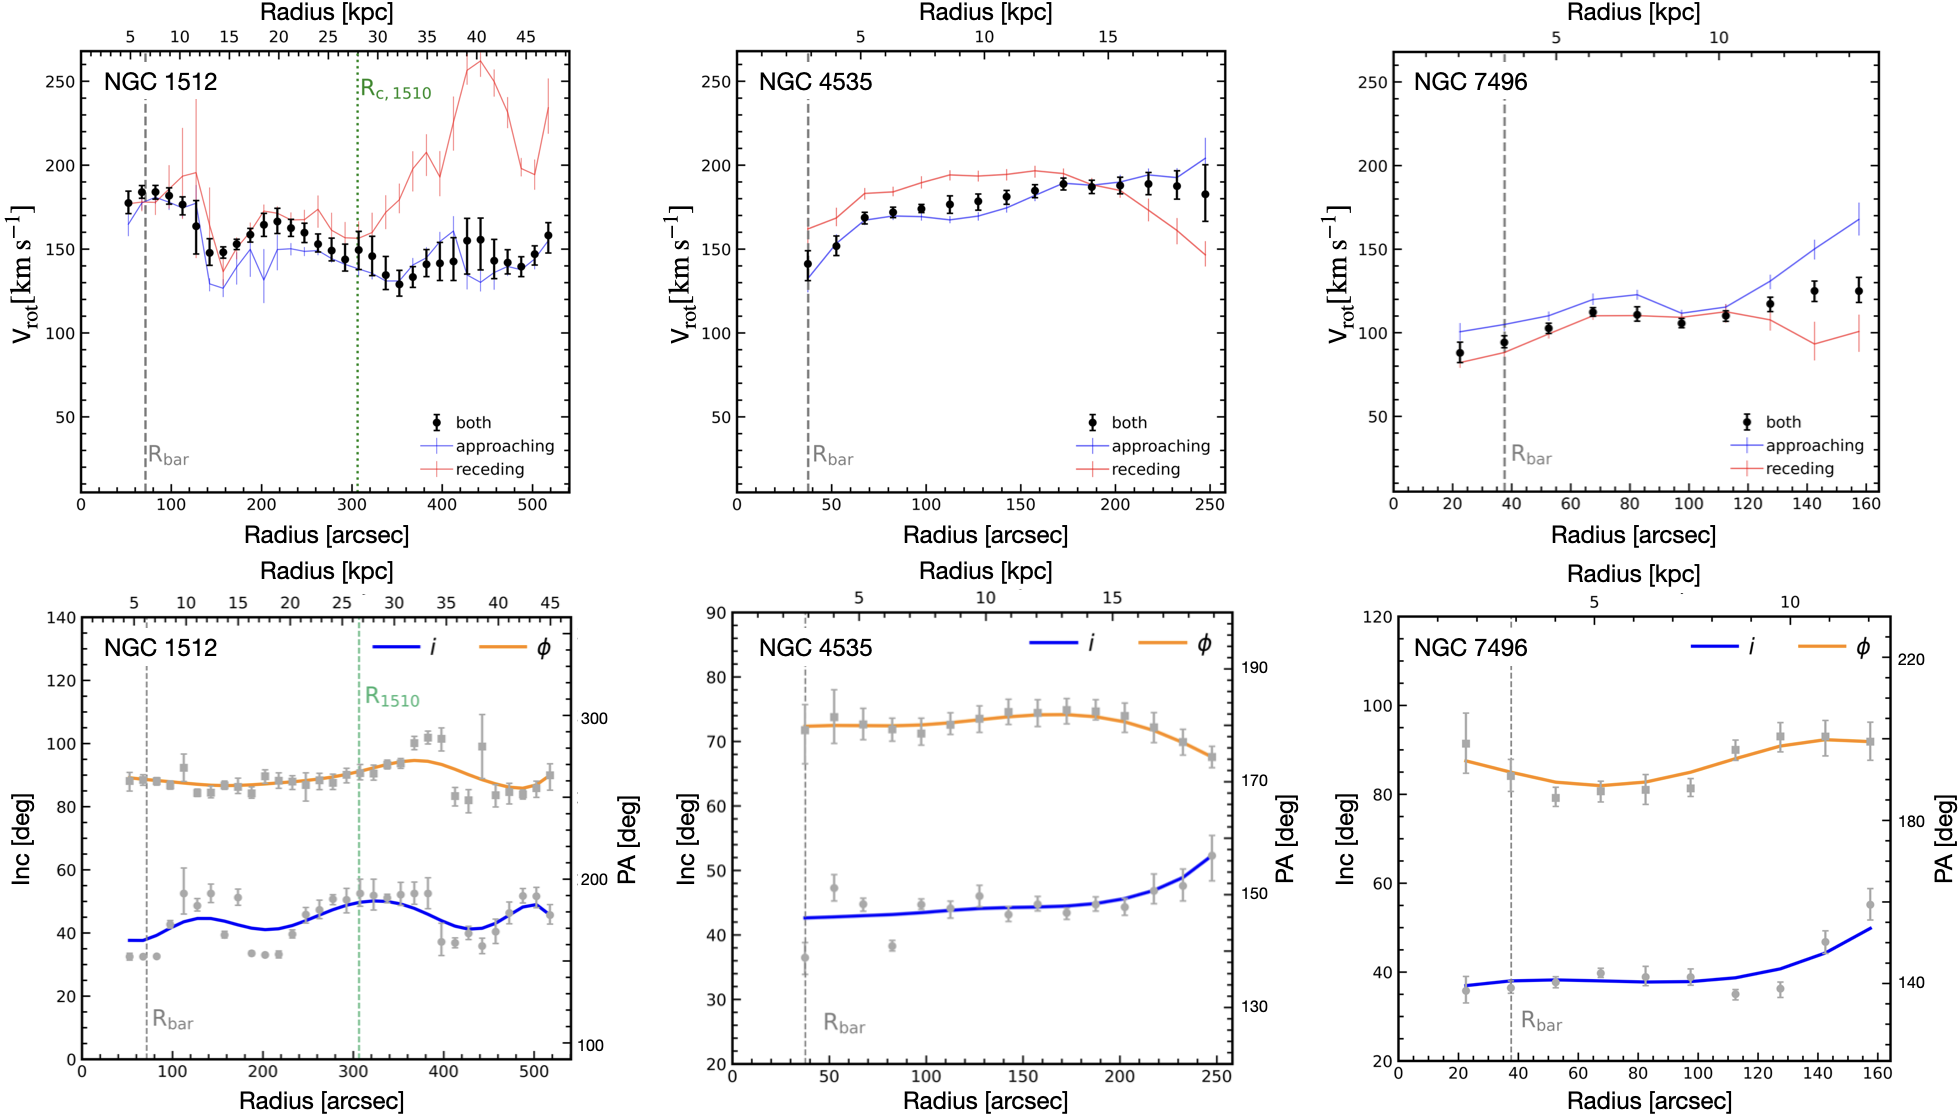 Radius [kpc]
5 10 15 20 25 30 35 40 45
NGC 1512
R_c, 1510
V_rot [km s⁻¹]
250
200
150
100
50
both
approaching
receding
R_bar
0 100 200 300 400 500
Radius [arcsec]
Radius [kpc]
5 10 15
NGC 4535
V_rot [km s⁻¹]
250
200
150
100
50
both
approaching
receding
R_bar
0 50 100 150 200 250
Radius [arcsec]
Radius [kpc]
5 10
NGC 7496
V_rot [km s⁻¹]
250
200
150
100
50
both
approaching
receding
R_bar
0 20 40 60 80 100 120 140 160
Radius [arcsec]
Radius [kpc]
5 10 15 20 25 30 35 40 45
NGC 1512
i ϕ
R_1510
Inc [deg]
140
120
100
80
60
40
20
0
PA [deg]
300
200
100
R_bar
0 100 200 300 400 500
Radius [arcsec]
Radius [kpc]
5 10 15
NGC 4535
i ϕ
Inc [deg]
90
80
70
60
50
40
30
20
PA [deg]
190
170
150
130
R_bar
0 50 100 150 200 250
Radius [arcsec]
Radius [kpc]
5 10
NGC 7496
i ϕ
Inc [deg]
120
100
80
60
40
20
PA [deg]
220
180
140
R_bar
0 20 40 60 80 100 120 140 160
Radius [arcsec]